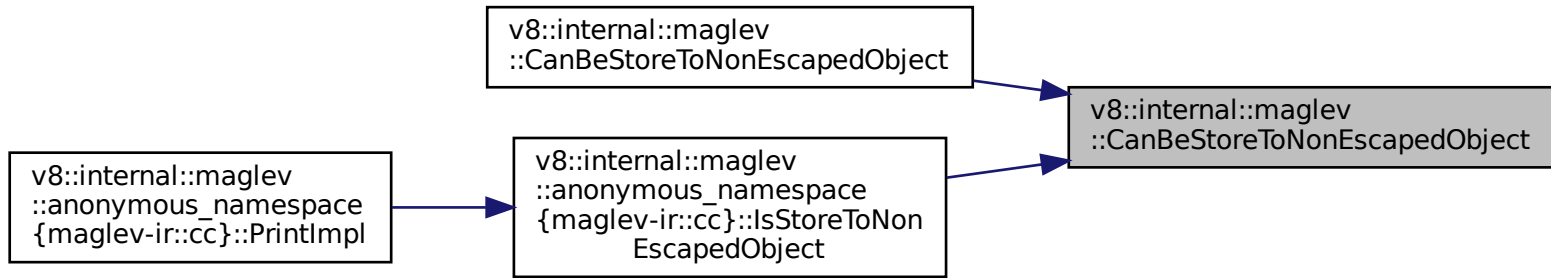 v8::internal::maglev
::CanBeStoreToNonEscapedObject
v8::internal::maglev
::CanBeStoreToNonEscapedObject
v8::internal::maglev
::anonymous_namespace
{maglev-ir::cc}::IsStoreToNon
EscapedObject
v8::internal::maglev
::anonymous_namespace
{maglev-ir::cc}::PrintImpl